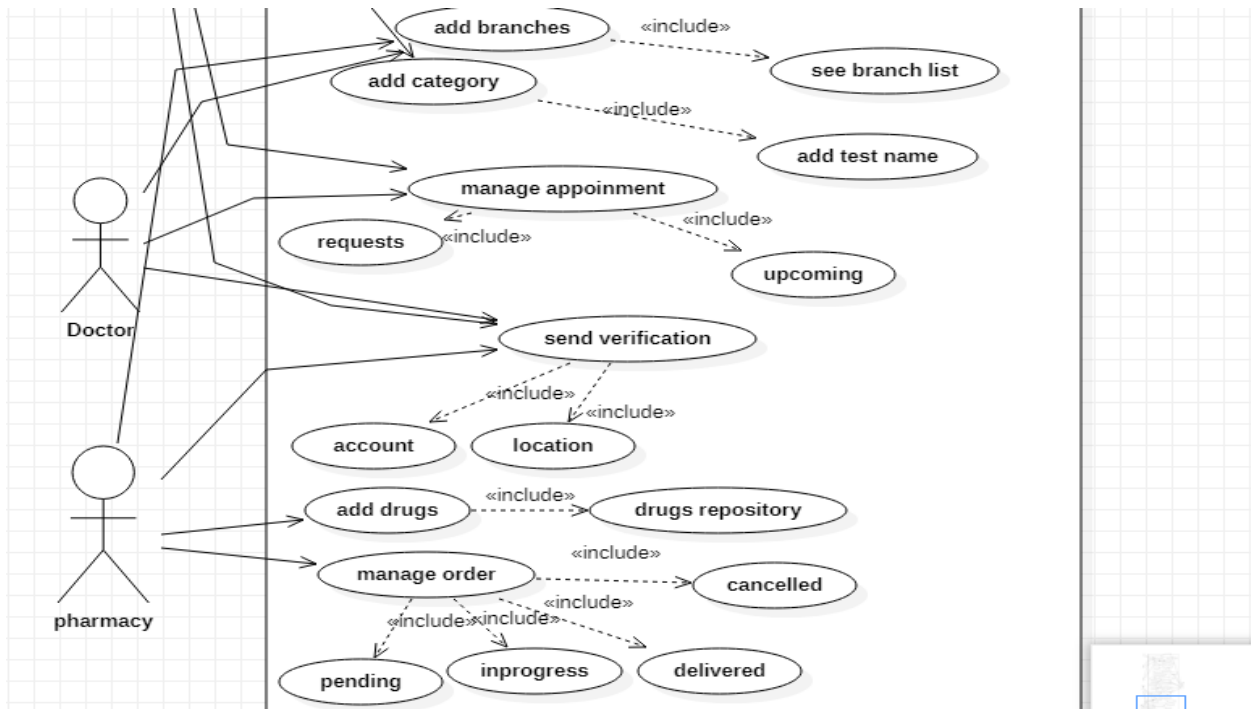 add branches
«include»
see branch list
add category
«include»
add test name
manage appoinment
«include»
requests
«include»
upcoming
Doctor
send verification
«include»
«include»
account
location
add drugs
«include»
drugs repository
«include»
manage order
cancelled
«include»
«include»
«include»
pharmacy
pending
inprogress
delivered